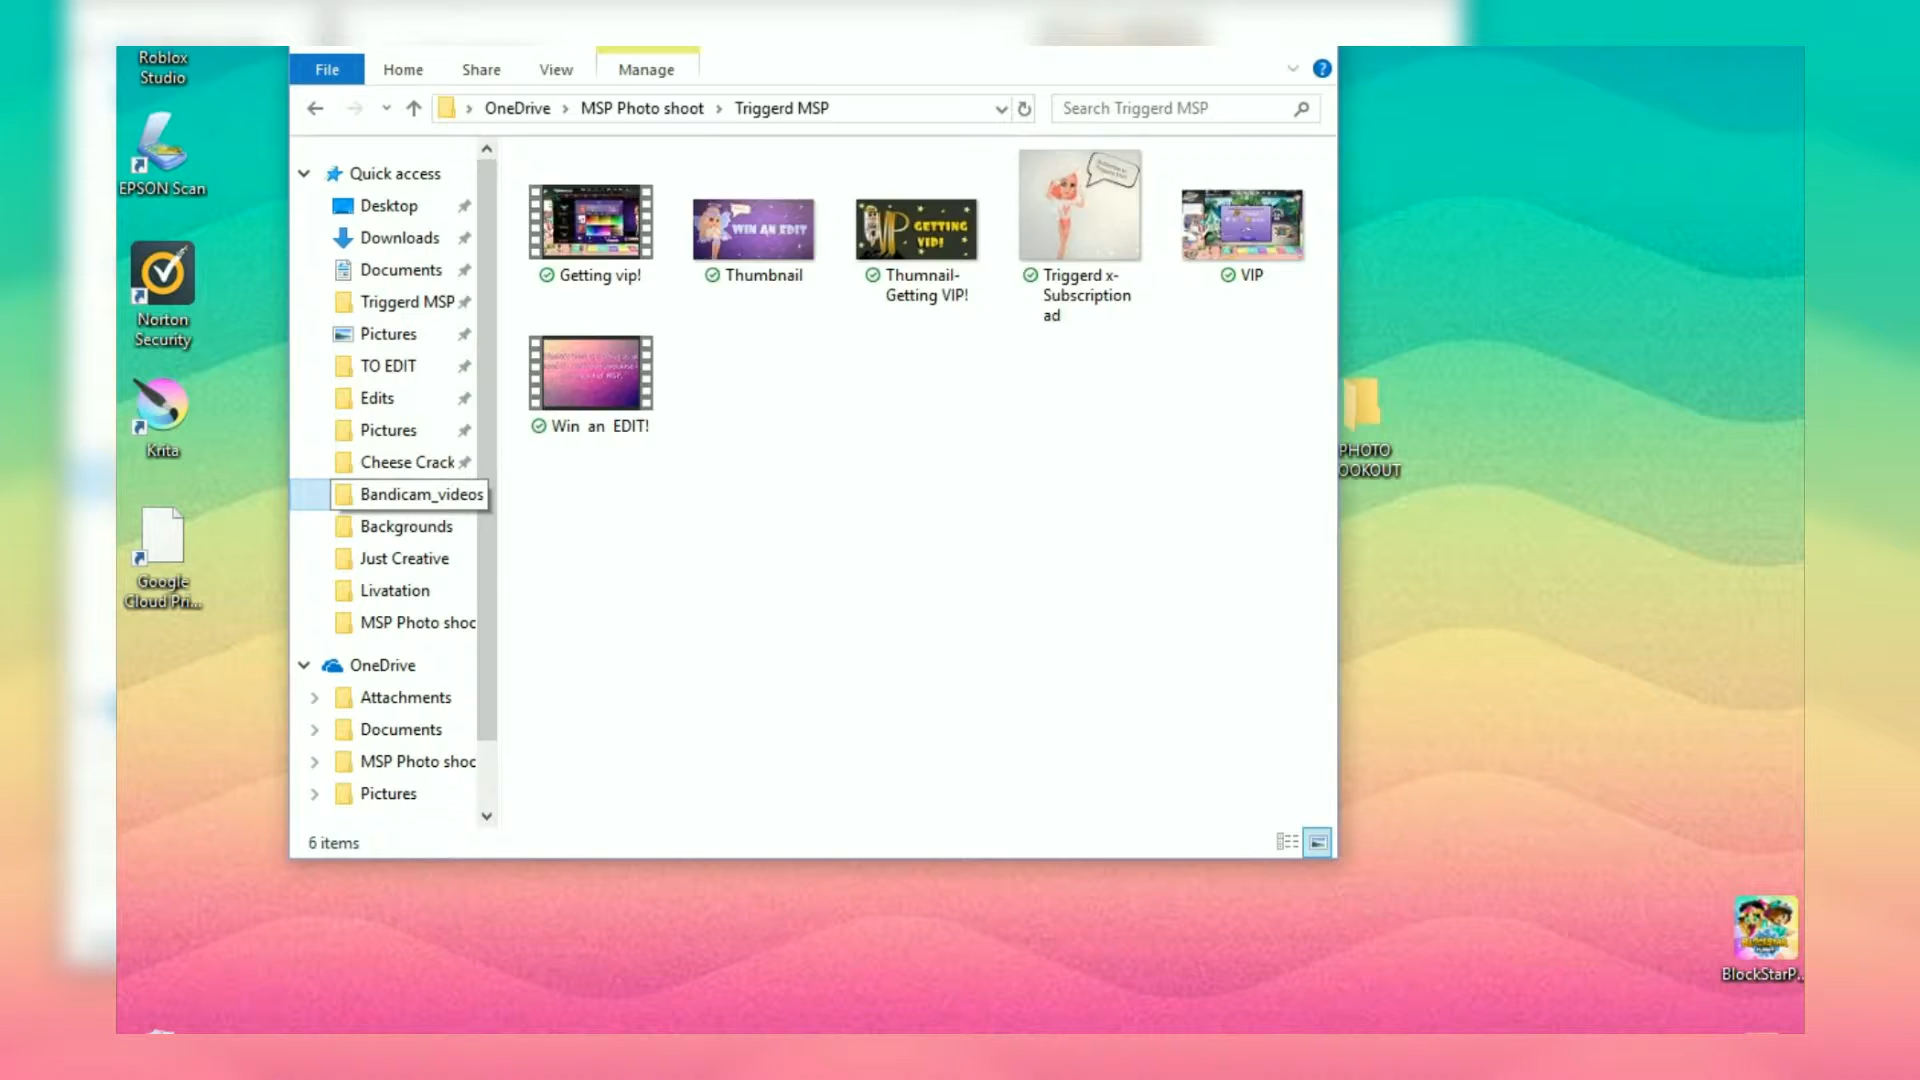 Roblox
Studio
EPSON Scan
Norton
Security
Krita
Google
Cloud Pri...
File
Home
Share
View
Manage
OneDrive > MSP Photo shoot > Triggerd MSP
Search Triggerd MSP
Quick access
Desktop
Downloads
Documents
Triggerd MSP
Pictures
TO EDIT
Edits
Pictures
Cheese Crack
Bandicam_videos
Backgrounds
Just Creative
Livatation
MSP Photo shoc
OneDrive
Attachments
Documents
MSP Photo shoc
Pictures
6 items
WIN AN EDIT
VIP
GETTING
VIP!
Getting vip!
Thumbnail
Thumnail-
Getting VIP!
Triggerd x-
Subscription
ad
VIP
Win an EDIT!
PHOTO
OOKOUT
BlockStarP...